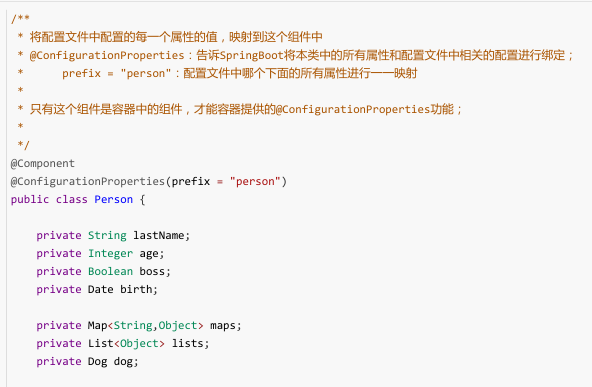 /**
 * 将配置文件中配置的每一个属性的值，映射到这个组件中
 * @ConfigurationProperties：告诉SpringBoot将本类中的所有属性和配置文件中相关的配置进行绑定；
 *      prefix = "person"：配置文件中哪个下面的所有属性进行一一映射
 *
 * 只有这个组件是容器中的组件，才能容器提供的@ConfigurationProperties功能；
 *
 */
@Component
@ConfigurationProperties(prefix = "person")
public class Person {
    private String lastName;
    private Integer age;
    private Boolean boss;
    private Date birth;
    private Map<String,Object> maps;
    private List<Object> lists;
    private Dog dog;